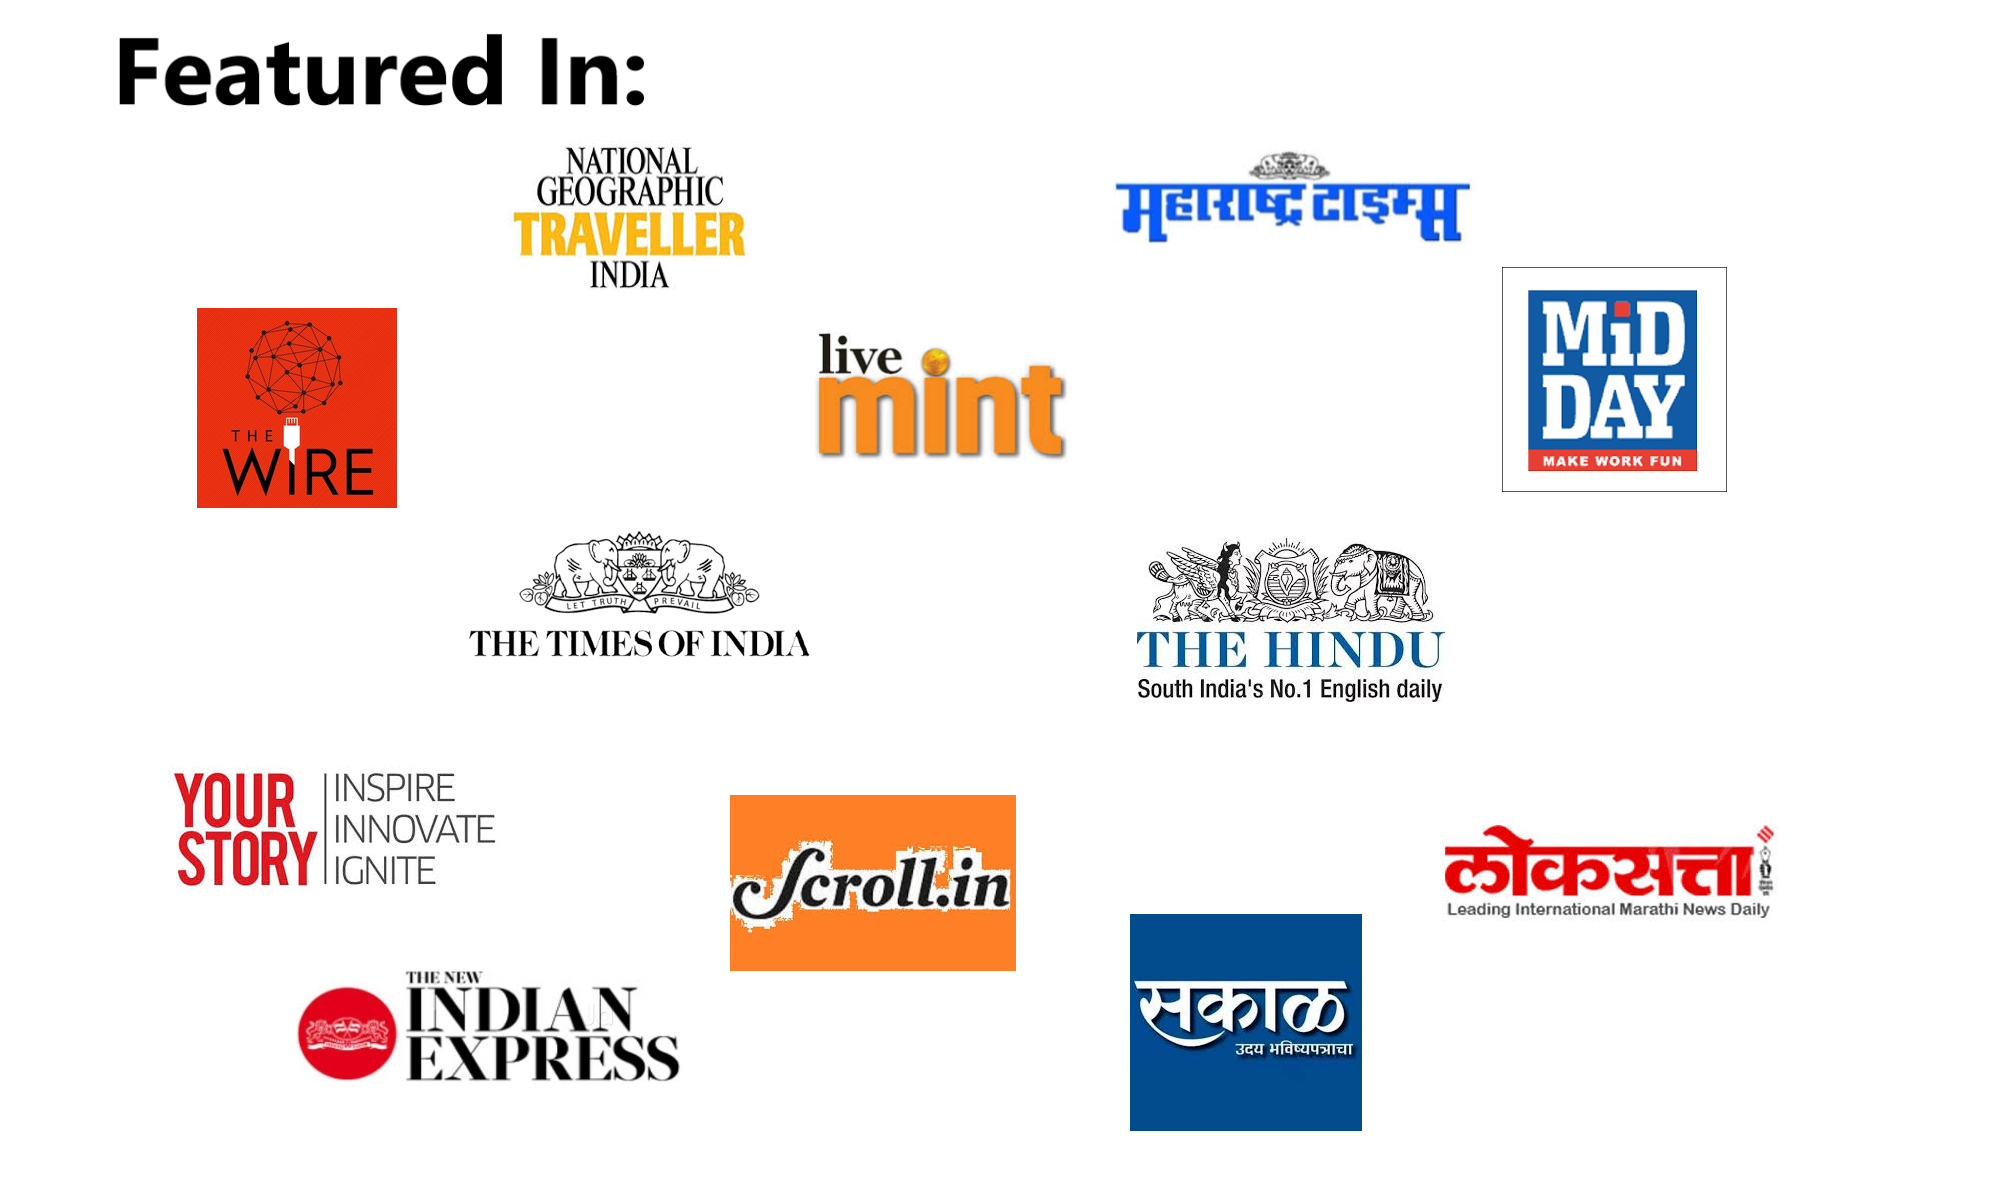 Featured In:
NATIONAL
GEOGRAPHIC
TRAVELLER
INDIA
महाराष्ट्र टाइम्स
THE
WIRE
live
mint
MiD
DAY
MAKE WORK FUN
LET TRUTH PREVAIL
THE TIMES OF INDIA
THE HINDU
South India's No.1 English daily
YOUR
STORY
INSPIRE
INNOVATE
IGNITE
Scroll.in
लोकसत्ता
Leading International Marathi News Daily
THE NEW
INDIAN
EXPRESS
सकाळ
उदय भविष्यपत्राचा